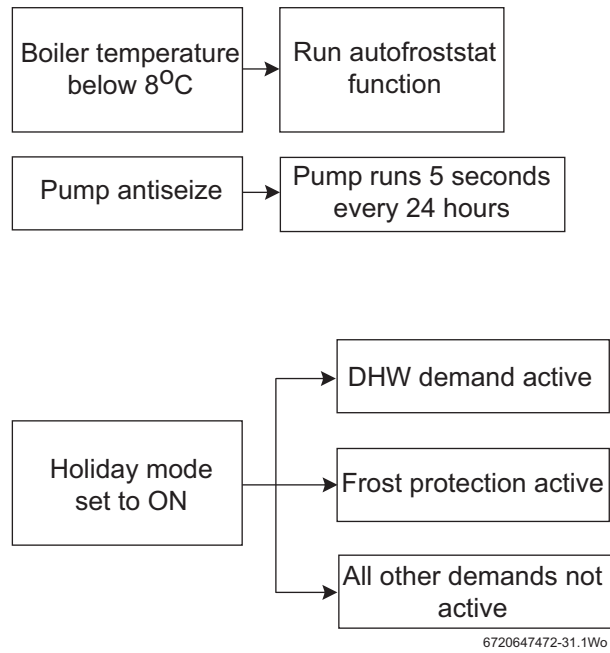 Boiler temperature
below 8°C
Run autofroststat
function
Pump antiseize
Pump runs 5 seconds
every 24 hours
DHW demand active
Holiday mode
set to ON
Frost protection active
All other demands not
active
6720647472-31.1Wo